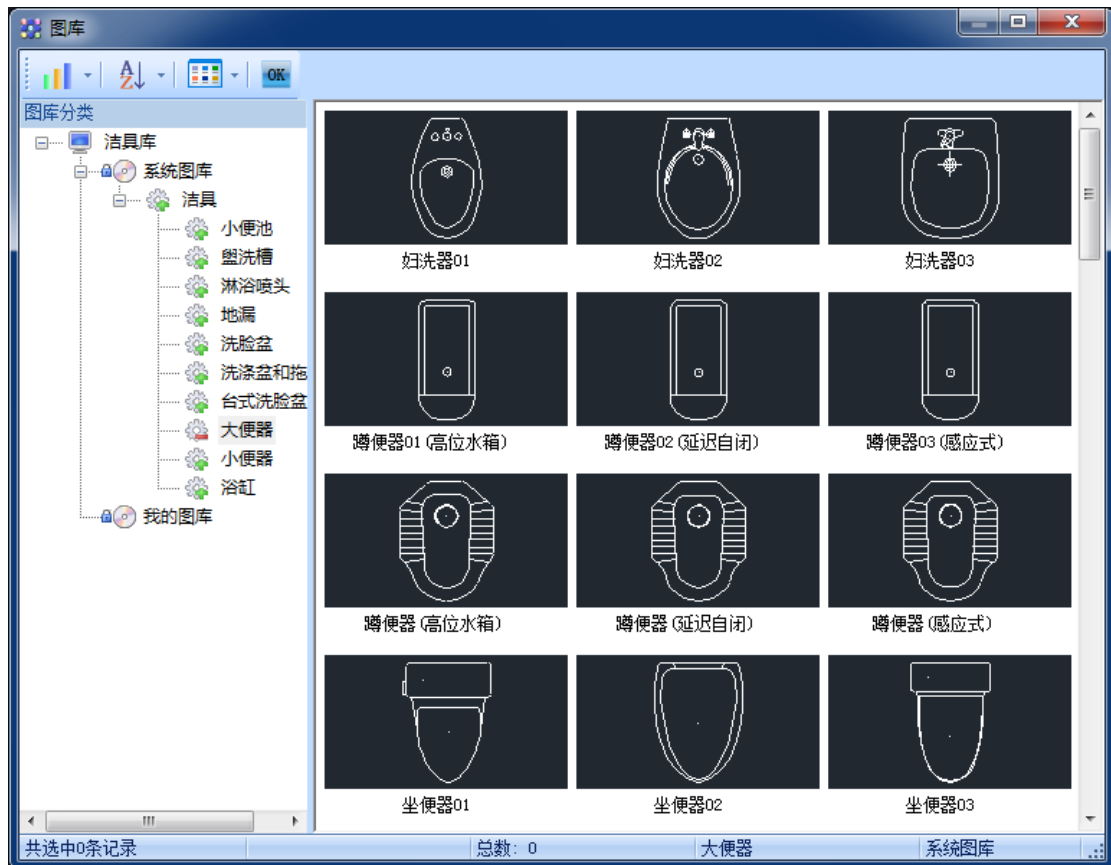 图库
OK
图库分类
洁具库
系统图库
洁具
小便池
盥洗槽
淋浴喷头
地漏
洗脸盆
洗涤盆和拖
台式洗脸盆
大便器
小便器
浴缸
我的图库
妇洗器01
妇洗器02
妇洗器03
蹲便器01(高位水箱)
蹲便器02(延迟自闭)
蹲便器03(感应式)
蹲便器(高位水箱)
蹲便器(延迟自闭)
蹲便器(感应式)
坐便器01
坐便器02
坐便器03
共选中0条记录
总数: 0
大便器
系统图库